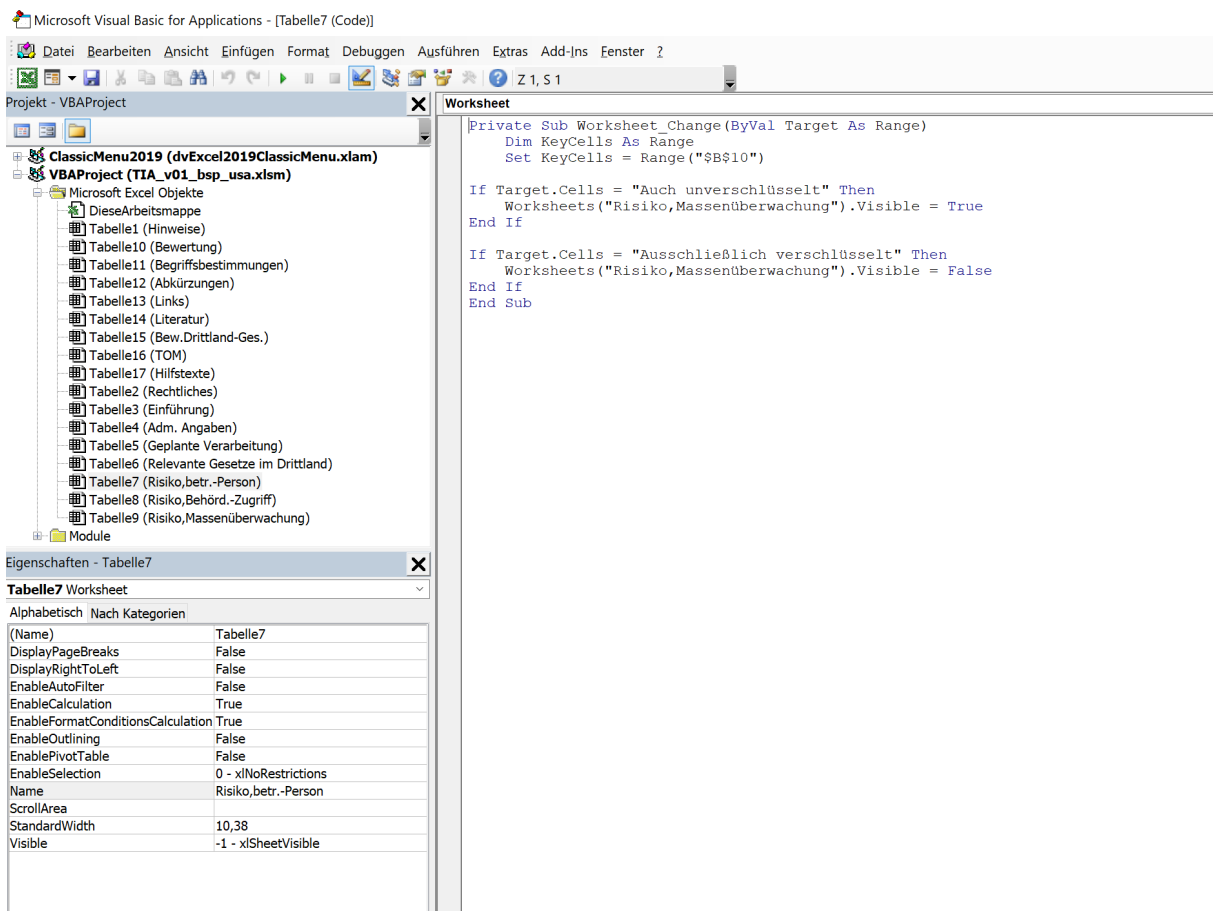 Microsoft Visual Basic for Applications - [Tabelle7 (Code)]
Datei Bearbeiten Ansicht Einfügen Format Debuggen Ausführen Extras Add-Ins Fenster ?
Z 1, S 1
Projekt - VBAProject
ClassicMenu2019 (dvExcel2019ClassicMenu.xlam)
VBAProject (TIA_v01_bsp_usa.xlsm)
Microsoft Excel Objekte
DieseArbeitsmappe
Tabelle1 (Hinweise)
Tabelle10 (Bewertung)
Tabelle11 (Begriffsbestimmungen)
Tabelle12 (Abkürzungen)
Tabelle13 (Links)
Tabelle14 (Literatur)
Tabelle15 (Bew.Drittland-Ges.)
Tabelle16 (TOM)
Tabelle17 (Hilfstexte)
Tabelle2 (Rechtliches)
Tabelle3 (Einführung)
Tabelle4 (Adm. Angaben)
Tabelle5 (Geplante Verarbeitung)
Tabelle6 (Relevante Gesetze im Drittland)
Tabelle7 (Risiko,betr.-Person)
Tabelle8 (Risiko,Behörd.-Zugriff)
Tabelle9 (Risiko,Massenüberwachung)
Module
Eigenschaften - Tabelle7
Tabelle7 Worksheet
Alphabetisch Nach Kategorien
(Name) Tabelle7
DisplayPageBreaks False
DisplayRightToLeft False
EnableAutoFilter False
EnableCalculation True
EnableFormatConditionsCalculation True
EnableOutlining False
EnablePivotTable False
EnableSelection 0 - xlNoRestrictions
Name Risiko,betr.-Person
ScrollArea
StandardWidth 10,38
Visible -1 - xlSheetVisible
Worksheet
Private Sub Worksheet_Change(ByVal Target As Range)
Dim KeyCells As Range
Set KeyCells = Range("$B$10")
If Target.Cells = "Auch unverschlüsselt" Then
Worksheets("Risiko,Massenüberwachung").Visible = True
End If
If Target.Cells = "Ausschließlich verschlüsselt" Then
Worksheets("Risiko,Massenüberwachung").Visible = False
End If
End Sub